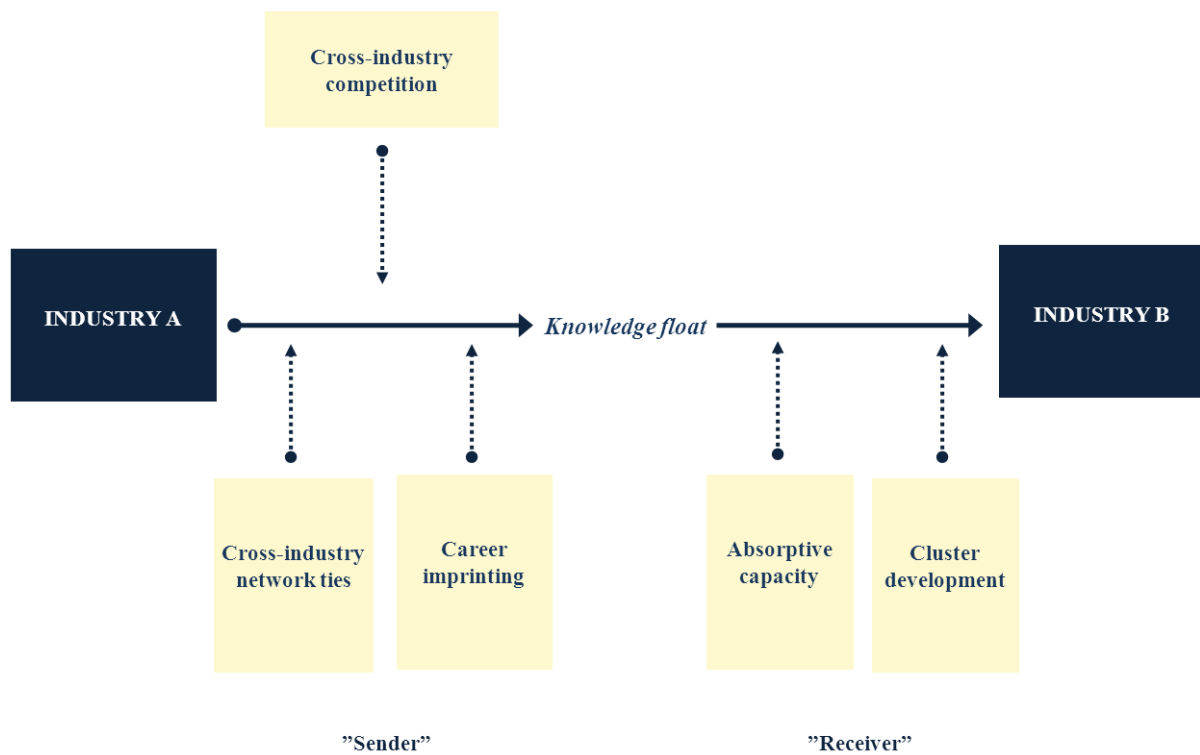 Cross-industry
competition
INDUSTRY A
Knowledge float
INDUSTRY B
Cross-industry
network ties
Career
imprinting
Absorptive
capacity
Cluster
development
”Sender”
”Receiver”